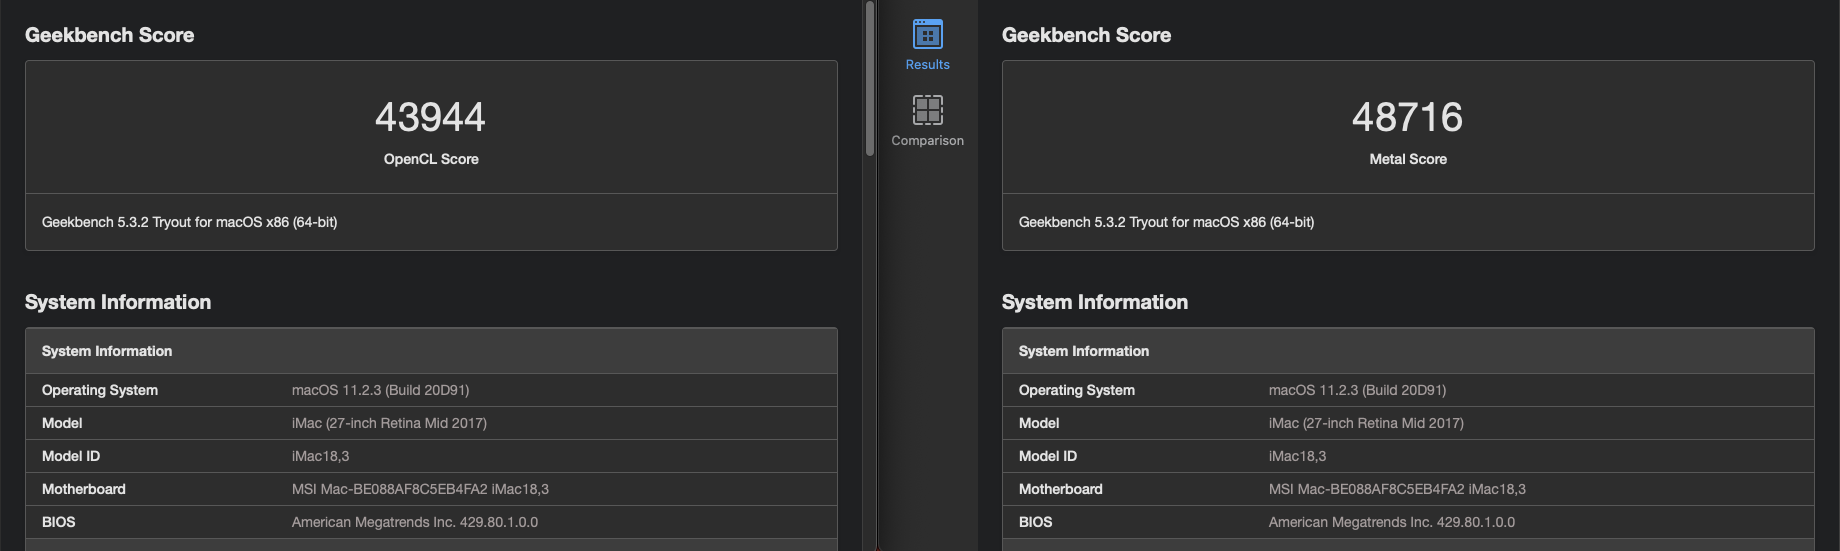 Geekbench Score
43944
OpenCL Score
Geekbench 5.3.2 Tryout for macOS x86 (64-bit)
System Information
System Information
Operating System macOS 11.2.3 (Build 20D91)
Model iMac (27-inch Retina Mid 2017)
Model ID iMac18,3
Motherboard MSI Mac-BE088AF8C5EB4FA2 iMac18,3
BIOS American Megatrends Inc. 429.80.1.0.0
Results
Comparison
Geekbench Score
48716
Metal Score
Geekbench 5.3.2 Tryout for macOS x86 (64-bit)
System Information
System Information
Operating System macOS 11.2.3 (Build 20D91)
Model iMac (27-inch Retina Mid 2017)
Model ID iMac18,3
Motherboard MSI Mac-BE088AF8C5EB4FA2 iMac18,3
BIOS American Megatrends Inc. 429.80.1.0.0